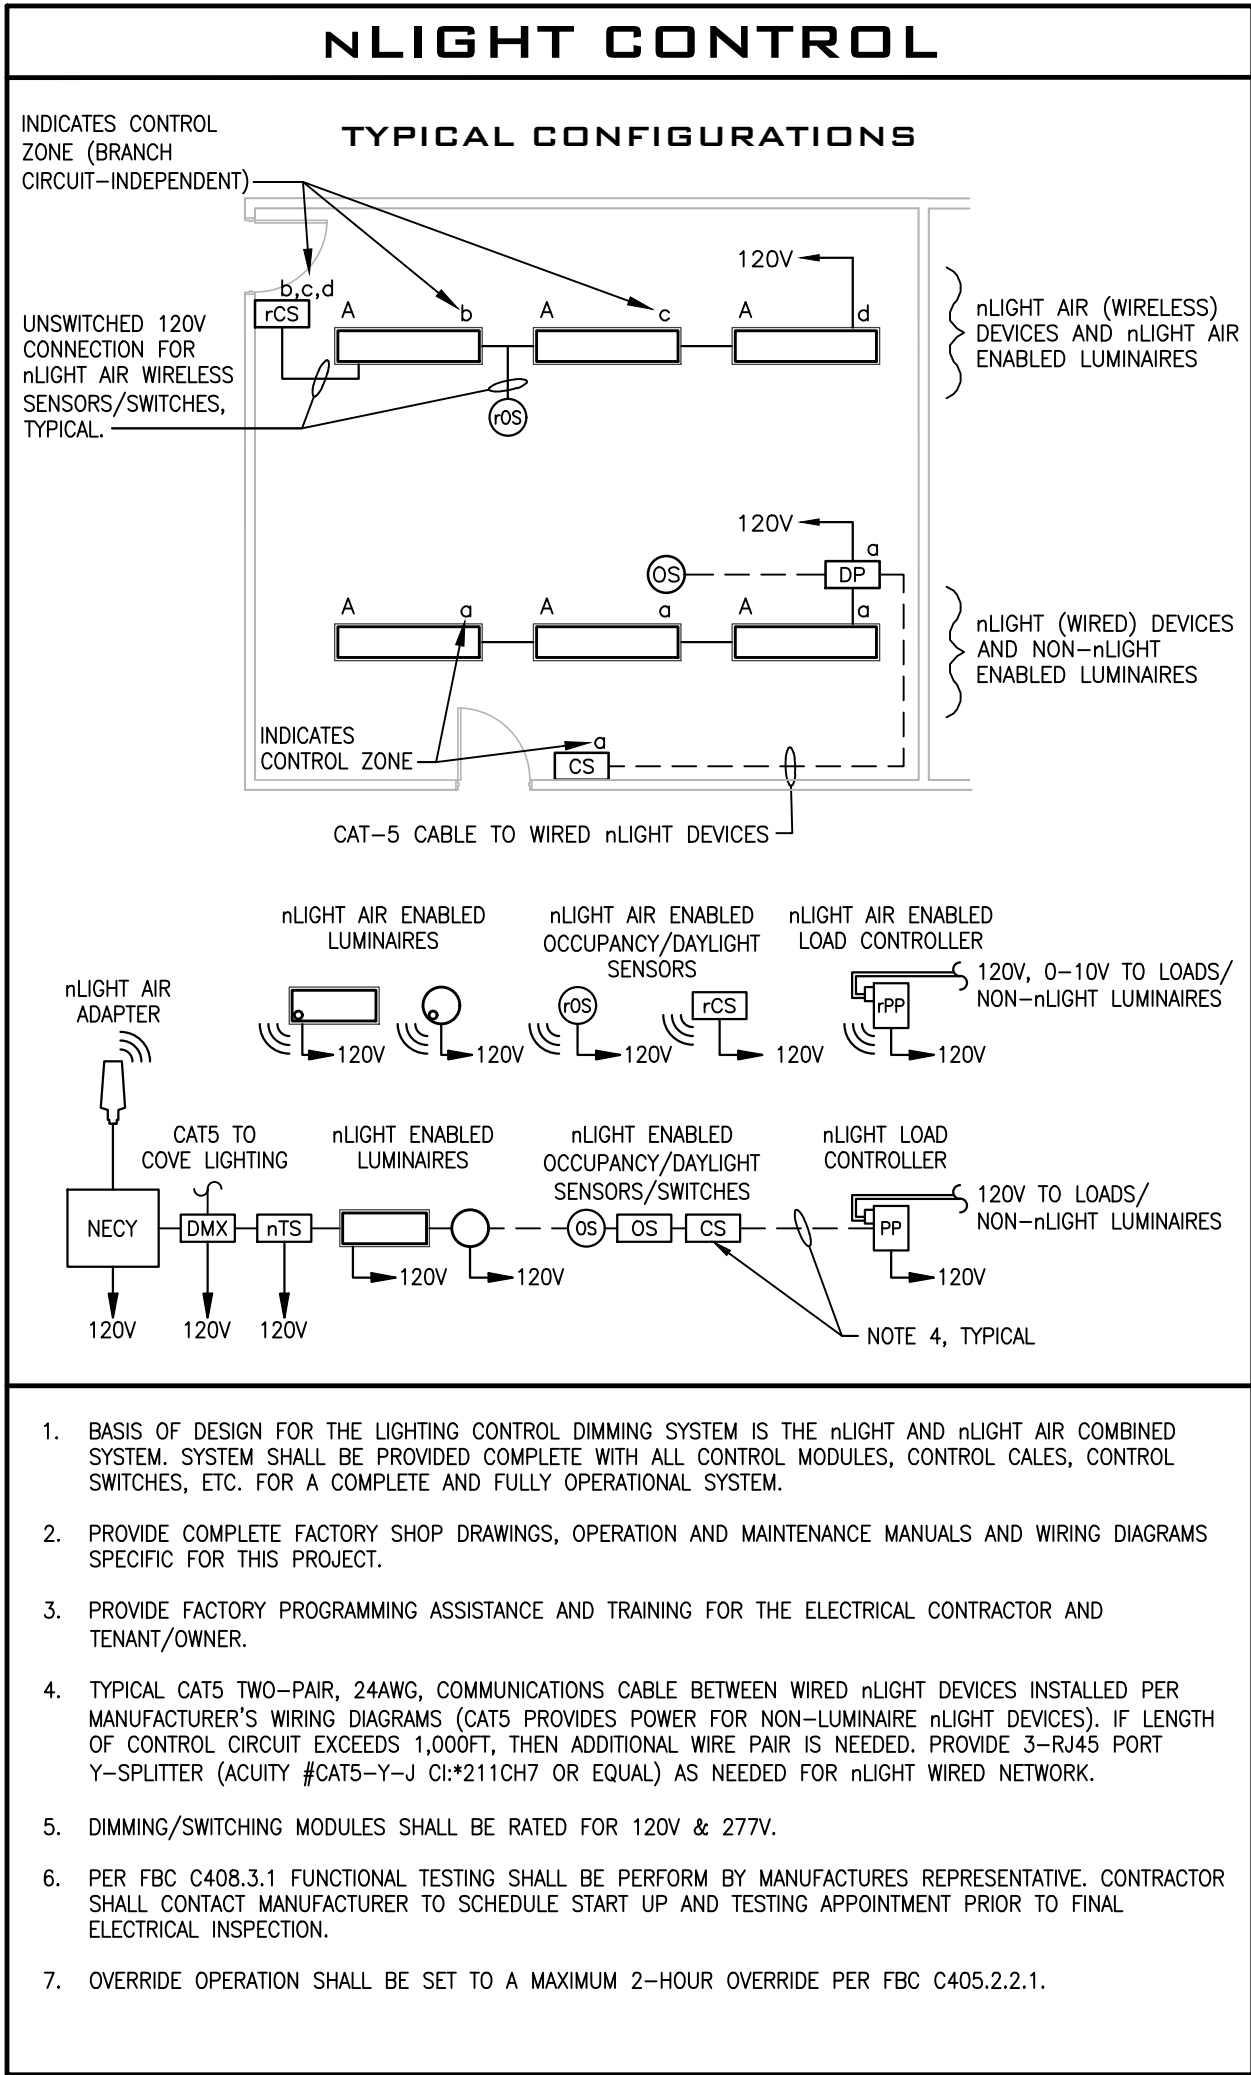 nLIGHT CONTROL
TYPICAL CONFIGURATIONS
INDICATES CONTROL
ZONE (BRANCH
CIRCUIT-INDEPENDENT)
120V
b,c,d
rCS
A
b
A
c
A
d
nLIGHT AIR (WIRELESS)
DEVICES AND nLIGHT AIR
ENABLED LUMINAIRES
UNSWITCHED 120V
CONNECTION FOR
nLIGHT AIR WIRELESS
SENSORS/SWITCHES,
TYPICAL.
rOS
120V
a
OS
DP
A
a
A
a
A
a
nLIGHT (WIRED) DEVICES
AND NON-nLIGHT
ENABLED LUMINAIRES
INDICATES
CONTROL ZONE
a
CS
CAT-5 CABLE TO WIRED nLIGHT DEVICES
nLIGHT AIR ENABLED
LUMINAIRES
nLIGHT AIR ENABLED
OCCUPANCY/DAYLIGHT
SENSORS
nLIGHT AIR ENABLED
LOAD CONTROLLER
120V, 0-10V TO LOADS/
NON-nLIGHT LUMINAIRES
nLIGHT AIR
ADAPTER
rOS
rCS
rPP
120V
120V
120V
120V
120V
CAT5 TO
COVE LIGHTING
nLIGHT ENABLED
LUMINAIRES
nLIGHT ENABLED
OCCUPANCY/DAYLIGHT
SENSORS/SWITCHES
nLIGHT LOAD
CONTROLLER
120V TO LOADS/
NON-nLIGHT LUMINAIRES
NECY
DMX
nTS
OS
OS
CS
PP
120V
120V
120V
120V
120V
120V
NOTE 4, TYPICAL
1. BASIS OF DESIGN FOR THE LIGHTING CONTROL DIMMING SYSTEM IS THE nLIGHT AND nLIGHT AIR COMBINED
SYSTEM. SYSTEM SHALL BE PROVIDED COMPLETE WITH ALL CONTROL MODULES, CONTROL CALES, CONTROL
SWITCHES, ETC. FOR A COMPLETE AND FULLY OPERATIONAL SYSTEM.
2. PROVIDE COMPLETE FACTORY SHOP DRAWINGS, OPERATION AND MAINTENANCE MANUALS AND WIRING DIAGRAMS
SPECIFIC FOR THIS PROJECT.
3. PROVIDE FACTORY PROGRAMMING ASSISTANCE AND TRAINING FOR THE ELECTRICAL CONTRACTOR AND
TENANT/OWNER.
4. TYPICAL CAT5 TWO-PAIR, 24AWG, COMMUNICATIONS CABLE BETWEEN WIRED nLIGHT DEVICES INSTALLED PER
MANUFACTURER'S WIRING DIAGRAMS (CAT5 PROVIDES POWER FOR NON-LUMINAIRE nLIGHT DEVICES). IF LENGTH
OF CONTROL CIRCUIT EXCEEDS 1,000FT, THEN ADDITIONAL WIRE PAIR IS NEEDED. PROVIDE 3-RJ45 PORT
Y-SPLITTER (ACUITY #CAT5-Y-J CI:*211CH7 OR EQUAL) AS NEEDED FOR nLIGHT WIRED NETWORK.
5. DIMMING/SWITCHING MODULES SHALL BE RATED FOR 120V & 277V.
6. PER FBC C408.3.1 FUNCTIONAL TESTING SHALL BE PERFORM BY MANUFACTURES REPRESENTATIVE. CONTRACTOR
SHALL CONTACT MANUFACTURER TO SCHEDULE START UP AND TESTING APPOINTMENT PRIOR TO FINAL
ELECTRICAL INSPECTION.
7. OVERRIDE OPERATION SHALL BE SET TO A MAXIMUM 2-HOUR OVERRIDE PER FBC C405.2.2.1.